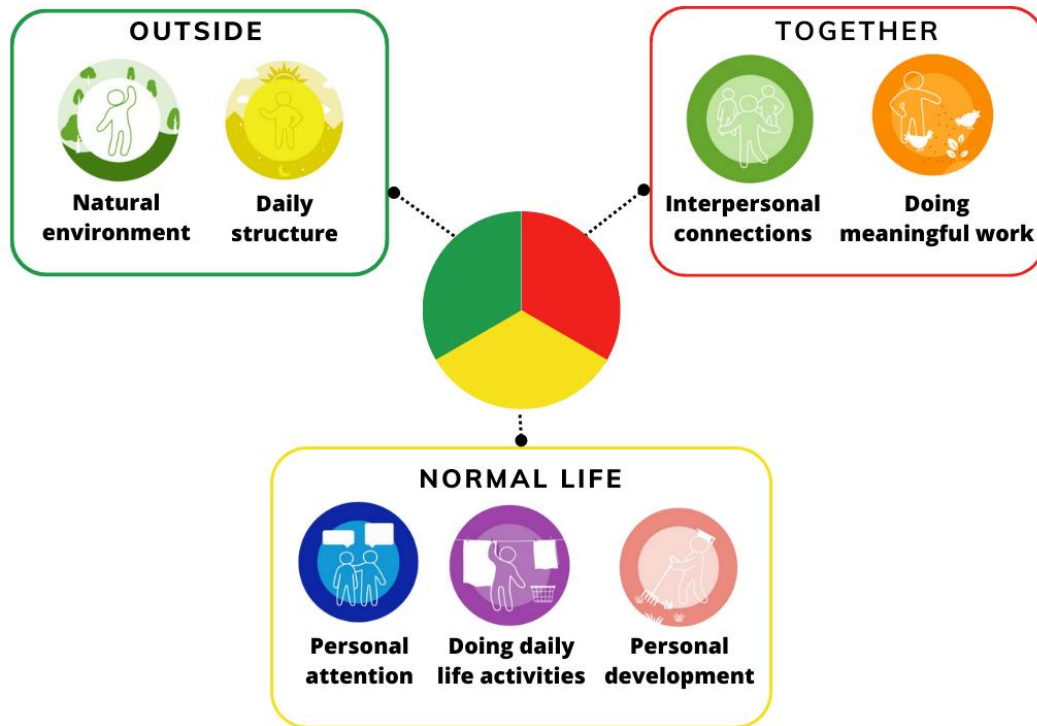 OUTSIDE
Natural
environment
Daily
structure
TOGETHER
Interpersonal
connections
Doing
meaningful work
NORMAL LIFE
Personal
attention
Doing daily
life activities
Personal
development